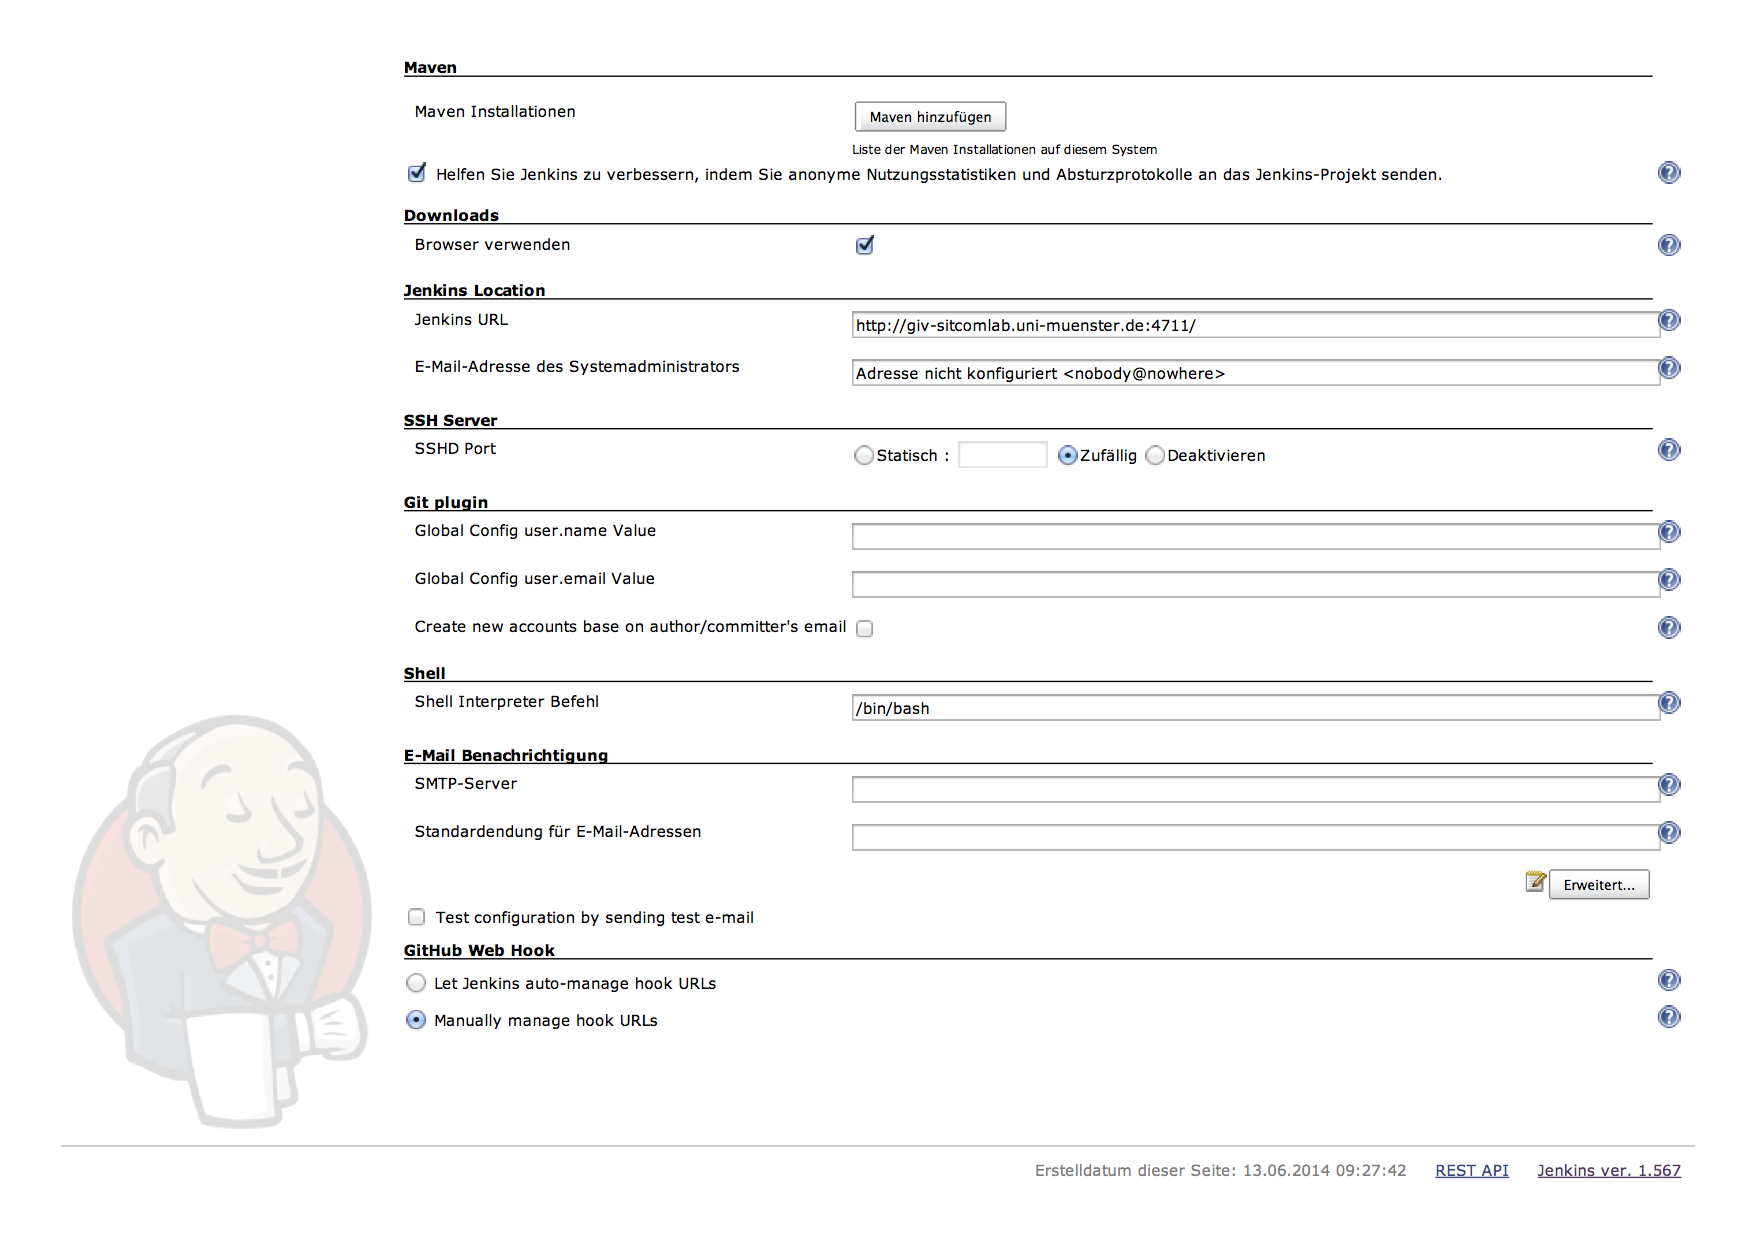 Maven
Maven Installationen
Maven hinzufügen
Liste der Maven Installationen auf diesem System
Helfen Sie Jenkins zu verbessern, indem Sie anonyme Nutzungsstatistiken und Absturzprotokolle an das Jenkins-Projekt senden.
Downloads
Browser verwenden
Jenkins Location
Jenkins URL
http://giv-sitcomlab.uni-muenster.de:4711/
E-Mail-Adresse des Systemadministrators
Adresse nicht konfiguriert <nobody@nowhere>
SSH Server
SSHD Port
Statisch : Zufällig Deaktivieren
Git plugin
Global Config user.name Value
Global Config user.email Value
Create new accounts base on author/committer's email
Shell
Shell Interpreter Befehl
/bin/bash
E-Mail Benachrichtigung
SMTP-Server
Standardendung für E-Mail-Adressen
Erweitert...
Test configuration by sending test e-mail
GitHub Web Hook
Let Jenkins auto-manage hook URLs
Manually manage hook URLs
Erstelldatum dieser Seite: 13.06.2014 09:27:42 REST API Jenkins ver. 1.567